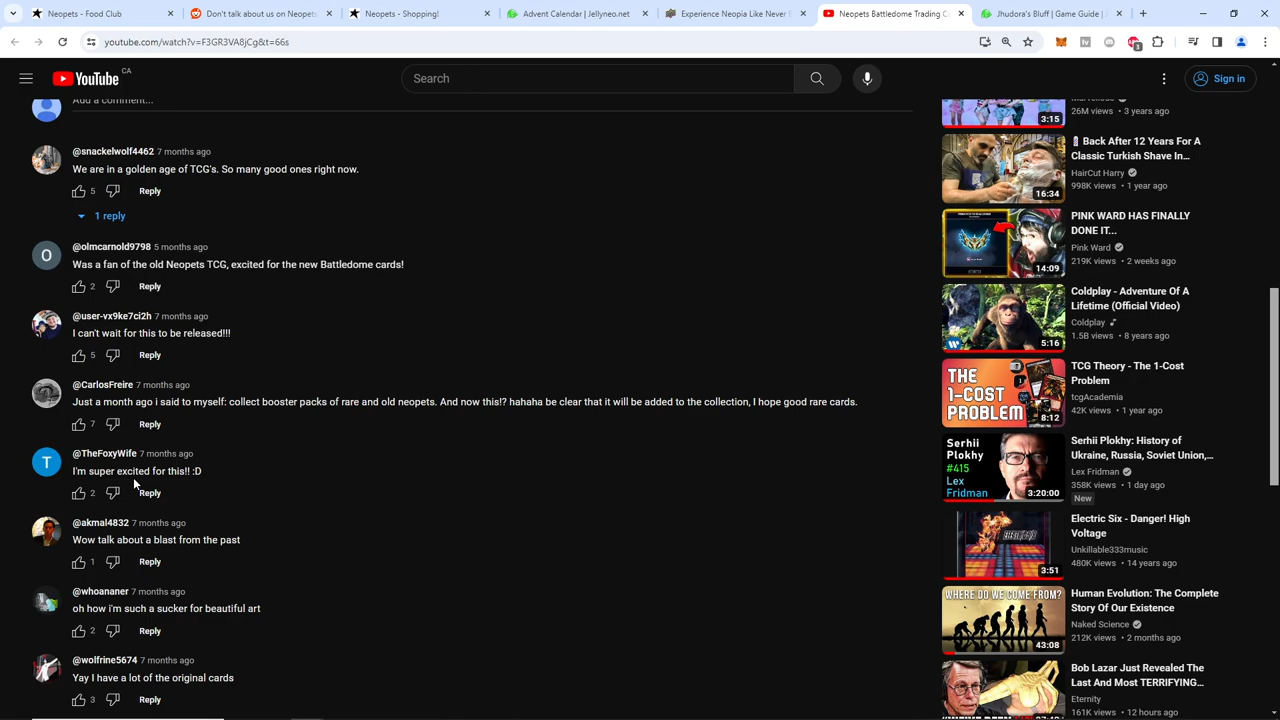 Neopets - Food Club
Don't talk about us on Neopets
Neopets - Shopping
Advent Calendar | Jellyneo.net
Experience Neopia Like Never B
Neopets Battledome Trading C
Jhudora's Bluff | Game Guide | J
youtube.com/watch?v=F3GR3VA8jCg&t=66s
3
YouTube CA
Search
Sign in
Add a comment...
@snackelwolf4462 7 months ago
We are in a golden age of TCG's. So many good ones right now.
5 Reply
1 reply
@olmcarnold9798 5 months ago
Was a fan of the old Neopets TCG, excited for the new Battledome cards!
2 Reply
@user-vx9ke7ci2h 7 months ago
I can't wait for this to be released!!!
5 Reply
@CarlosFreire 7 months ago
Just a month ago i said to myself: collect booster packs of rare and old neopets. And now this!? hahaha be clear that it will be added to the collection, I hope good rare cards.
7 Reply
T
@TheFoxyWife 7 months ago
I'm super excited for this!! :D
2 Reply
@akmal4832 7 months ago
Wow talk about a blast from the past
1 Reply
@whoananer 7 months ago
oh how i'm such a sucker for beautiful art
2 Reply
@wolfrine5674 7 months ago
Yay I have a lot of the original cards
3 Reply
3:15
26M views • 3 years ago
16:34
💈 Back After 12 Years For A
Classic Turkish Shave In...
HairCut Harry
998K views • 1 year ago
14:09
PINK WARD HAS FINALLY
DONE IT...
Pink Ward
219K views • 2 weeks ago
5:16
Coldplay - Adventure Of A
Lifetime (Official Video)
Coldplay
1.5B views • 8 years ago
THE
1-COST
PROBLEM
8:12
TCG Theory - The 1-Cost
Problem
tcgAcademia
42K views • 1 year ago
Serhii
Plokhy
#415
Lex
Fridman
3:20:00
Serhii Plokhy: History of
Ukraine, Russia, Soviet Union,...
Lex Fridman
358K views • 1 day ago
New
3:51
Electric Six - Danger! High
Voltage
Unkillable333music
480K views • 14 years ago
WHERE DO WE COME FROM?
43:08
Human Evolution: The Complete
Story Of Our Existence
Naked Science
212K views • 2 months ago
Bob Lazar Just Revealed The
Last And Most TERRIFYING...
Eternity
161K views • 12 hours ago